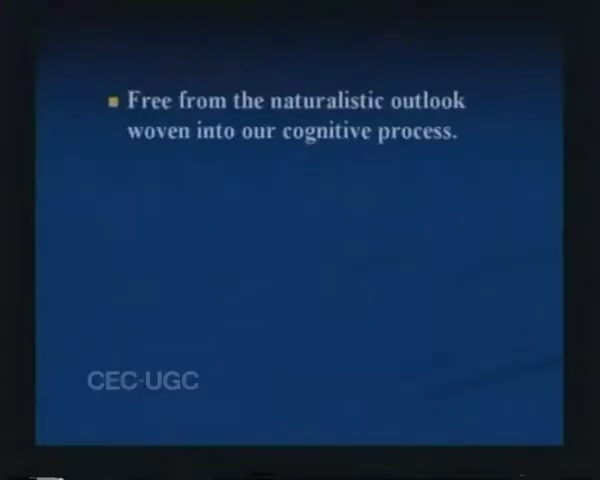 Free from the naturalistic outlook
woven into our cognitive process.
CEC-UGC